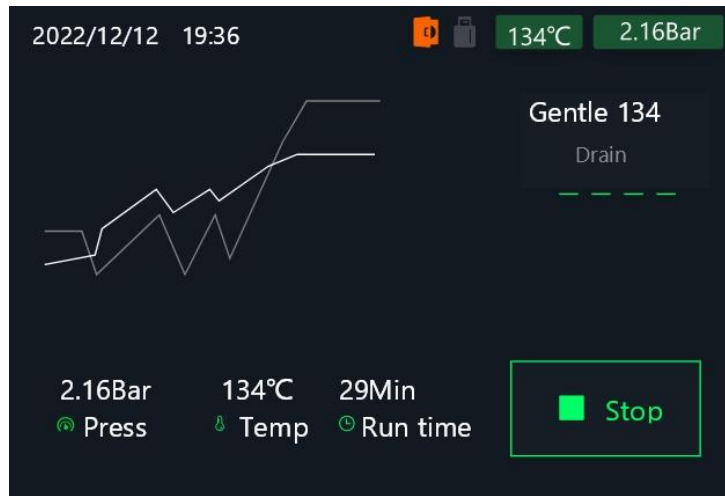 2022/12/12 19:36 134℃ 2.16Bar
Gentle 134
Drain
2.16Bar 134℃ 29Min
Press Temp Run time
Stop